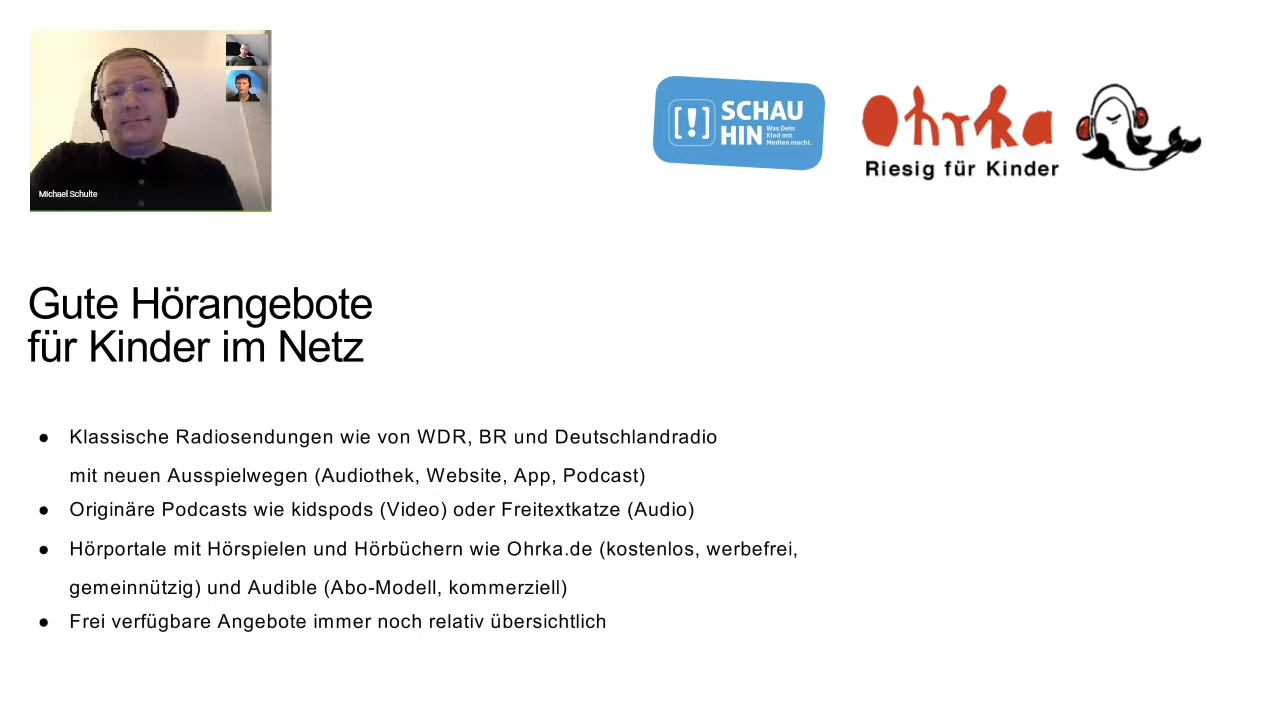 Michael Schulte
[!] SCHAU
HIN Was Dein
Kind mit
Medien macht.
Ohrka
Riesig für Kinder
Gute Hörangebote
für Kinder im Netz
● Klassische Radiosendungen wie von WDR, BR und Deutschlandradio
mit neuen Ausspielwegen (Audiothek, Website, App, Podcast)
● Originäre Podcasts wie kidspods (Video) oder Freitextkatze (Audio)
● Hörportale mit Hörspielen und Hörbüchern wie Ohrka.de (kostenlos, werbefrei,
gemeinnützig) und Audible (Abo-Modell, kommerziell)
● Frei verfügbare Angebote immer noch relativ übersichtlich